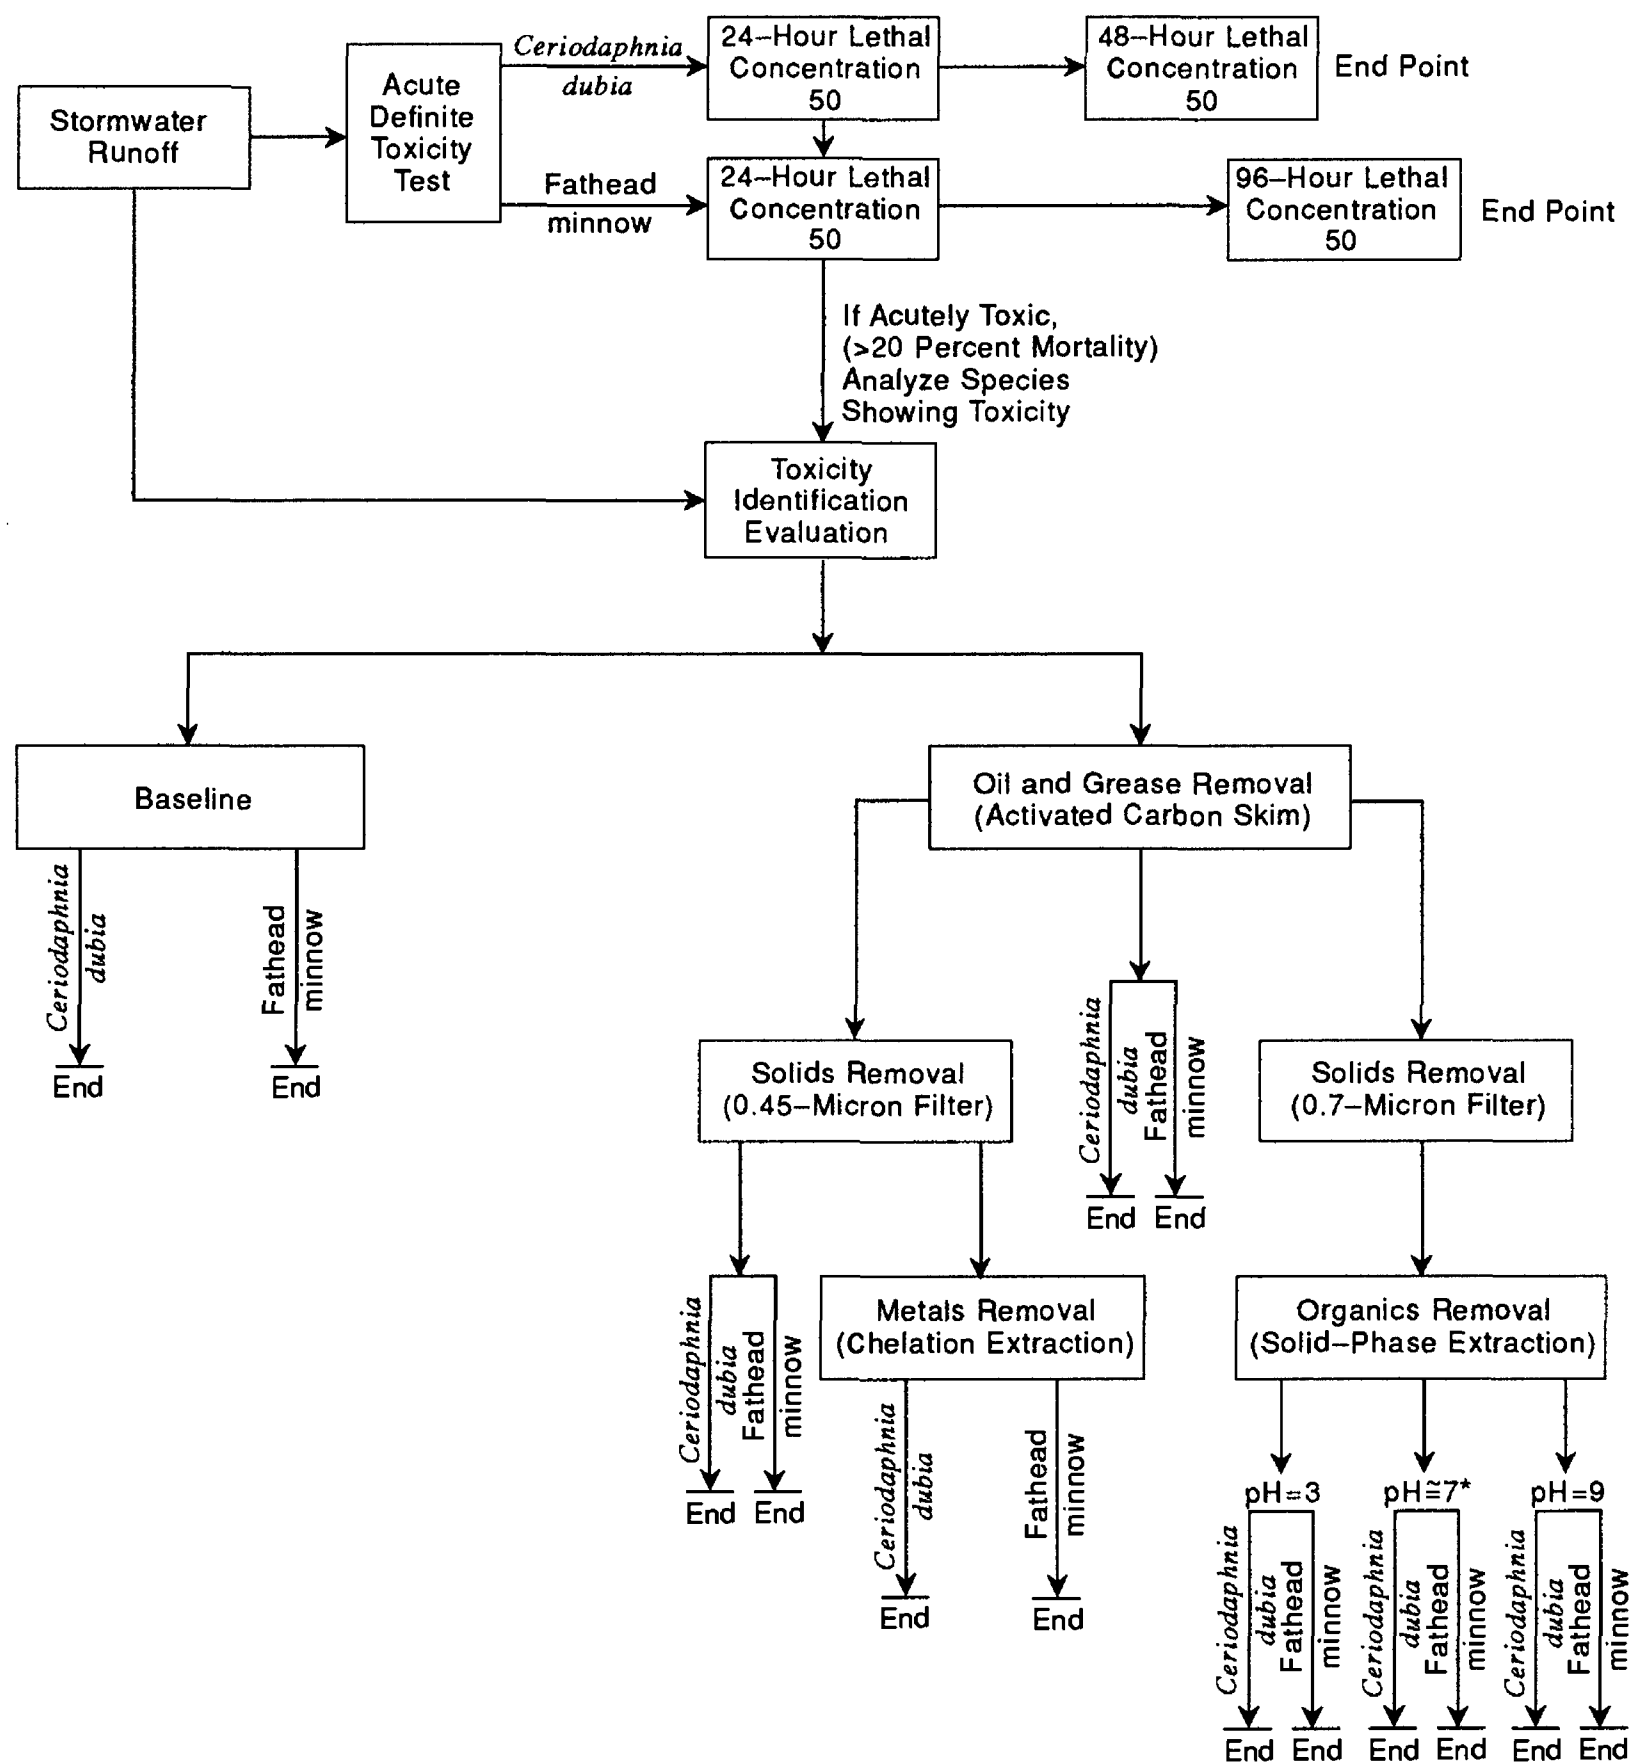 Stormwater
Runoff
Acute
Definite
Toxicity
Test
Ceriodaphnia
dubia
24–Hour Lethal
Concentration
50
48–Hour Lethal
Concentration
50
End Point
Fathead
minnow
24–Hour Lethal
Concentration
50
96–Hour Lethal
Concentration
50
End Point
If Acutely Toxic,
(>20 Percent Mortality)
Analyze Species
Showing Toxicity
Toxicity
Identification
Evaluation
Baseline
Ceriodaphnia
dubia
End
Fathead
minnow
End
Oil and Grease Removal
(Activated Carbon Skim)
Ceriodaphnia
dubia
Fathead
minnow
End
End
Solids Removal
(0.45–Micron Filter)
Ceriodaphnia
dubia
Fathead
minnow
End
End
Metals Removal
(Chelation Extraction)
Ceriodaphnia
dubia
End
Fathead
minnow
End
Solids Removal
(0.7–Micron Filter)
Organics Removal
(Solid–Phase Extraction)
pH=3
Ceriodaphnia
dubia
Fathead
minnow
End
End
pH≅7*
Ceriodaphnia
dubia
Fathead
minnow
End
End
pH=9
Ceriodaphnia
dubia
Fathead
minnow
End
End